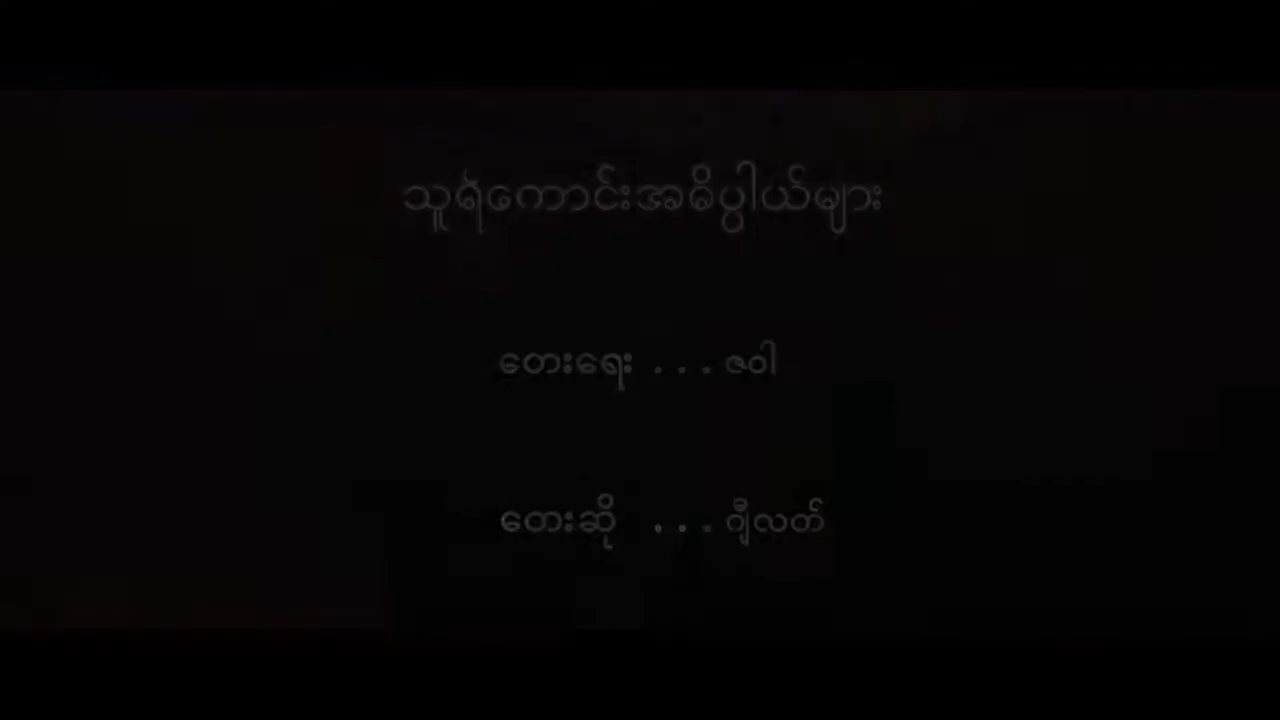 သူရဲကောင်းအဓိပ္ပါယ်များ
တေးရေး . . . ဇဝါ
တေးဆို . . . ဂျီလတ်